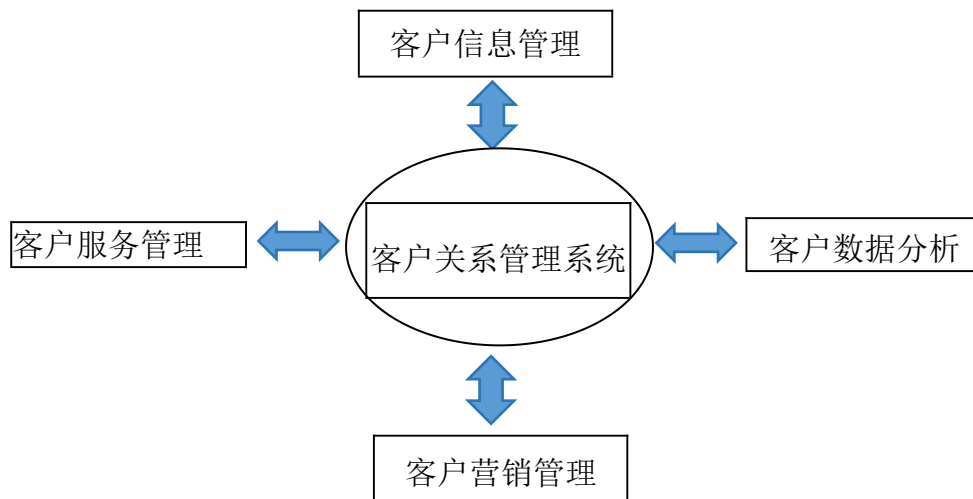 客户信息管理
客户服务管理
客户关系管理系统
客户数据分析
客户营销管理